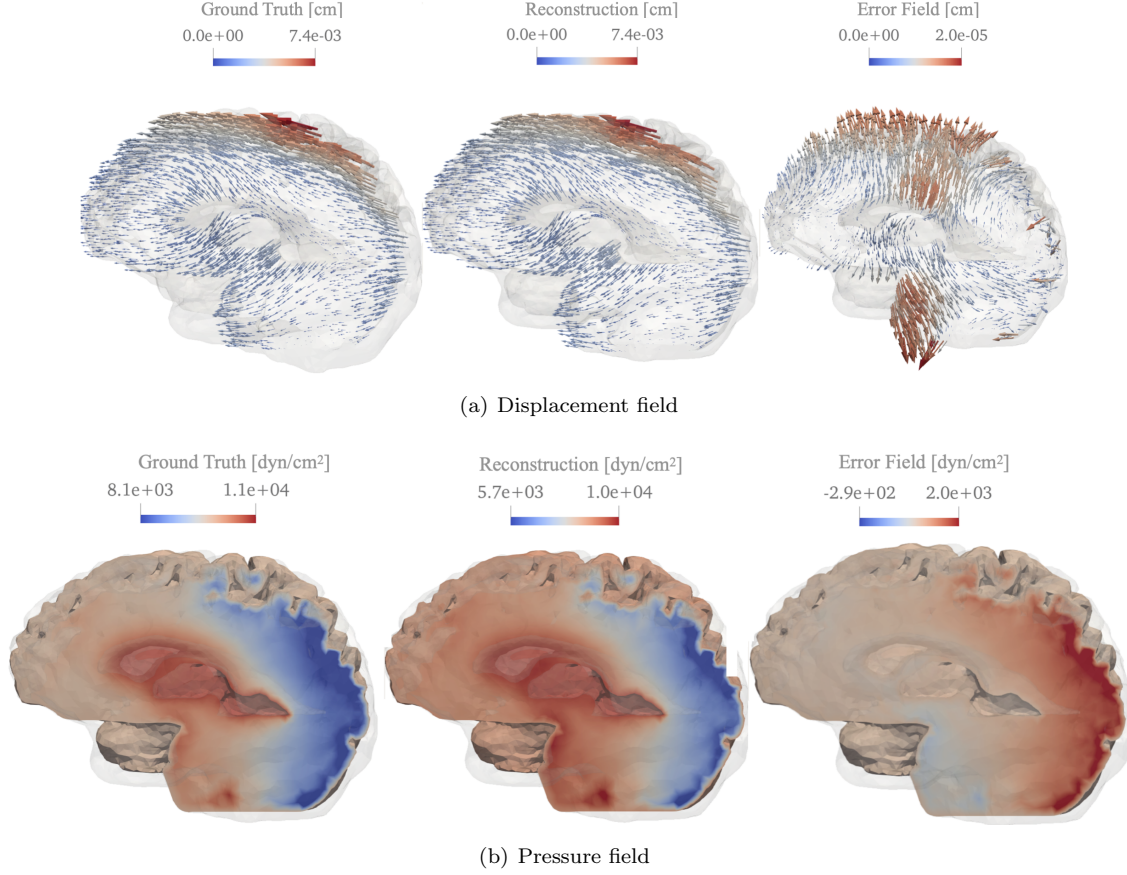 Ground Truth [cm]
0.0e+00 7.4e-03
Reconstruction [cm]
0.0e+00 7.4e-03
Error Field [cm]
0.0e+00 2.0e-05
(a) Displacement field
Ground Truth [dyn/cm²]
8.1e+03 1.1e+04
Reconstruction [dyn/cm²]
5.7e+03 1.0e+04
Error Field [dyn/cm²]
-2.9e+02 2.0e+03
(b) Pressure field